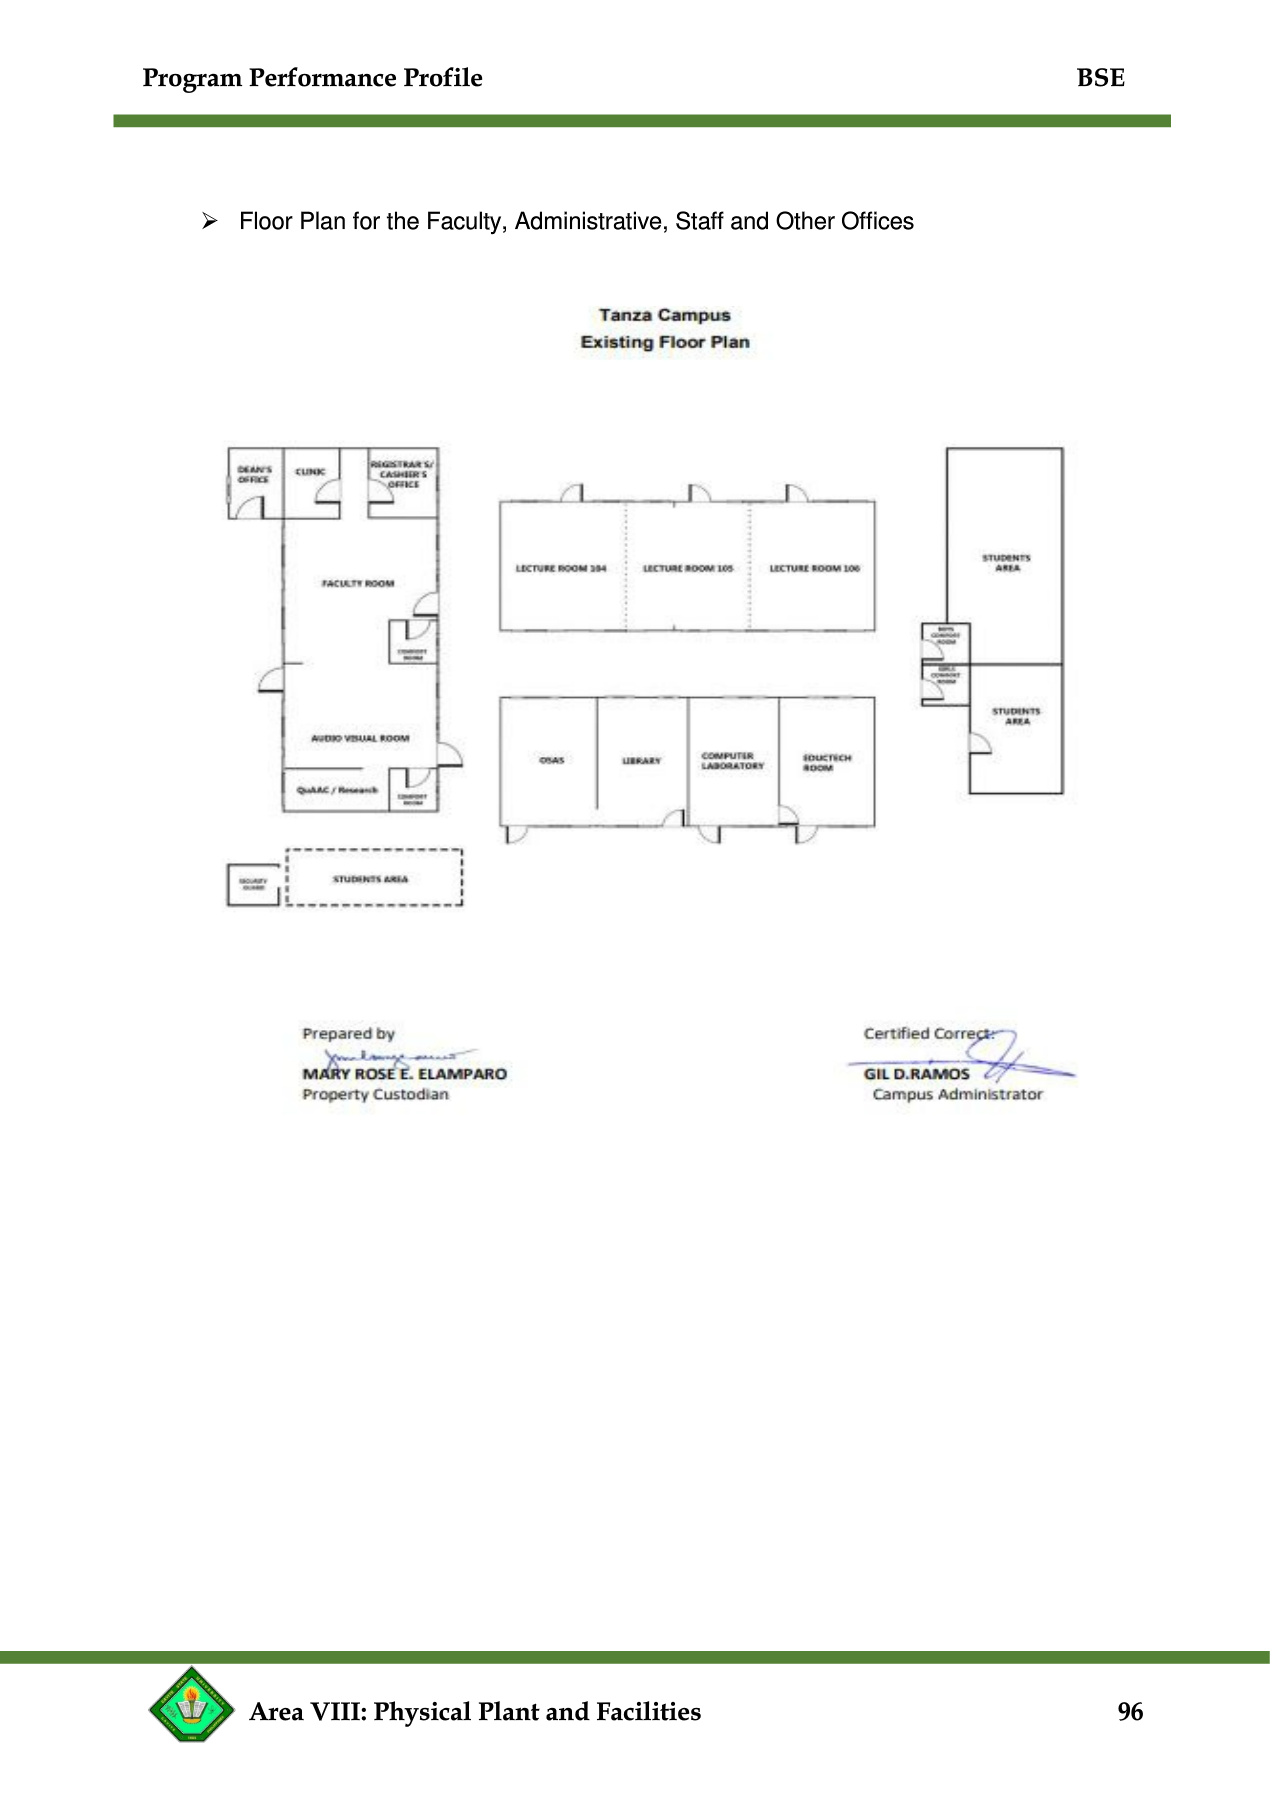 Program Performance Profile BSE
➢ Floor Plan for the Faculty, Administrative, Staff and Other Offices
Tanza Campus
Existing Floor Plan
DEAN'S
OFFICE
CLINIC
REGISTRAR'S/
CASHIER'S
OFFICE
FACULTY ROOM
COMFORT
ROOM
AUDIO VISUAL ROOM
QuAAC / Research
COMFORT
ROOM
SECURITY
GUARD
STUDENTS AREA
LECTURE ROOM 104
LECTURE ROOM 105
LECTURE ROOM 106
OSAS
LIBRARY
COMPUTER
LABORATORY
EDUCTECH
ROOM
STUDENTS
AREA
BOYS
COMFORT
ROOM
GIRLS
COMFORT
ROOM
STUDENTS
AREA
Prepared by
MARY ROSE E. ELAMPARO
Property Custodian
Certified Correct:
GIL D.RAMOS
Campus Administrator
Area VIII: Physical Plant and Facilities 96